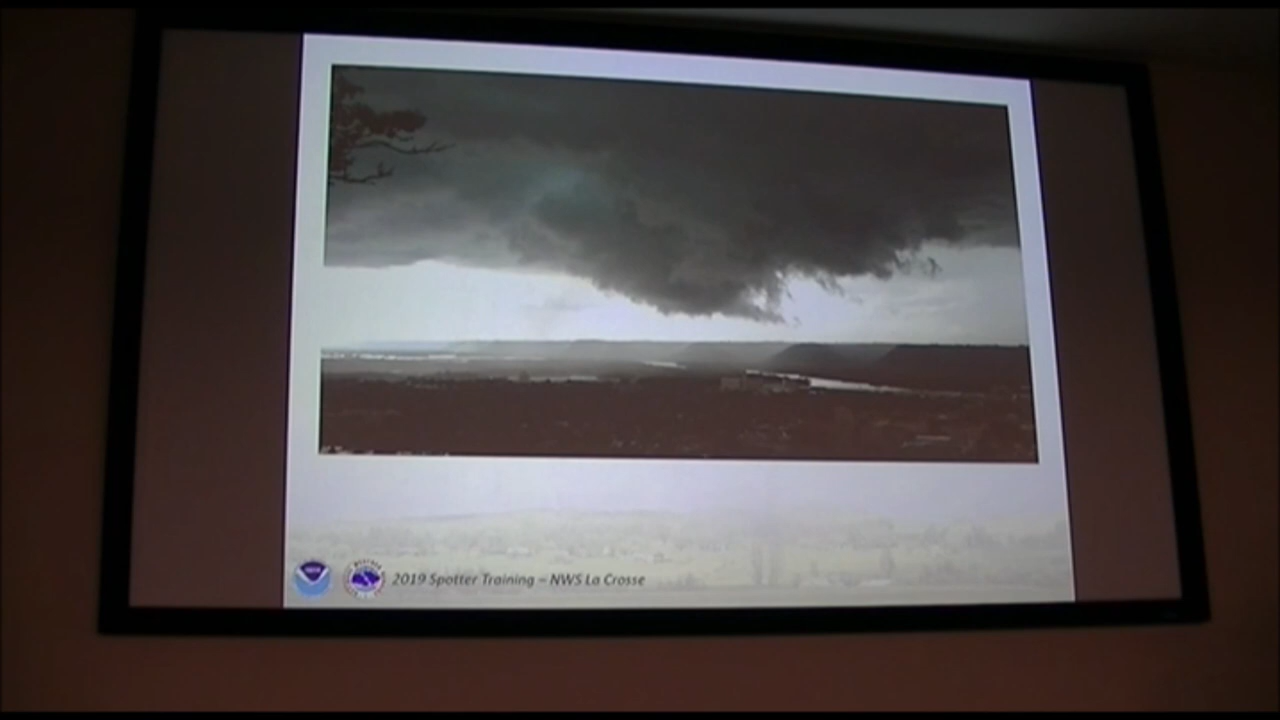 2019 Spotter Training – NWS La Crosse